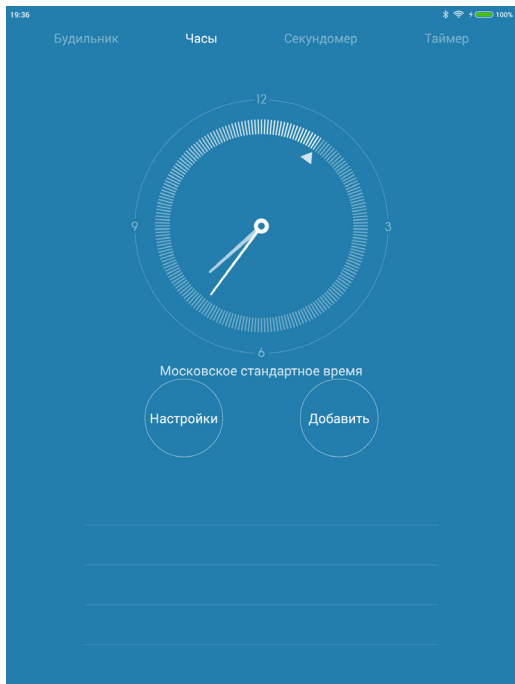 19:36 100%
Будильник Часы Секундомер Таймер
12
9 3
6
Московское стандартное время
Настройки Добавить